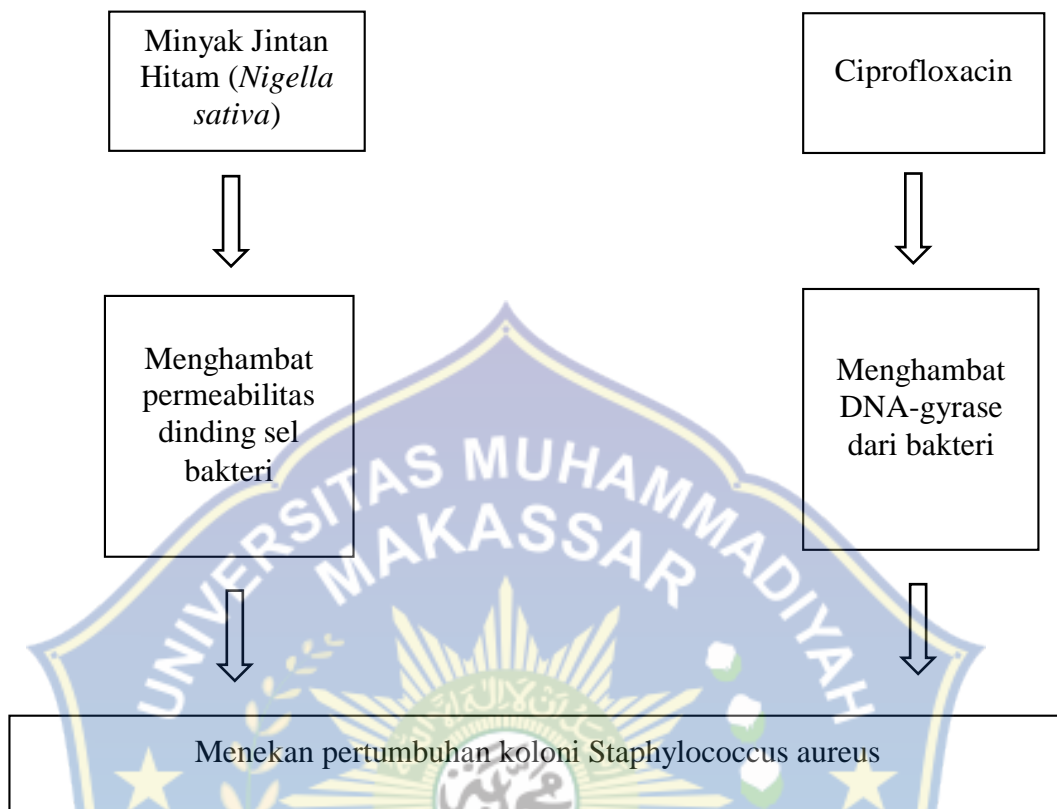 Minyak Jintan
Hitam (Nigella
sativa)
Ciprofloxacin
Menghambat
permeabilitas
dinding sel
bakteri
Menghambat
DNA-gyrase
dari bakteri
UNIVERSITAS MUHAMMADIYAH
MAKASSAR
Menekan pertumbuhan koloni Staphylococcus aureus